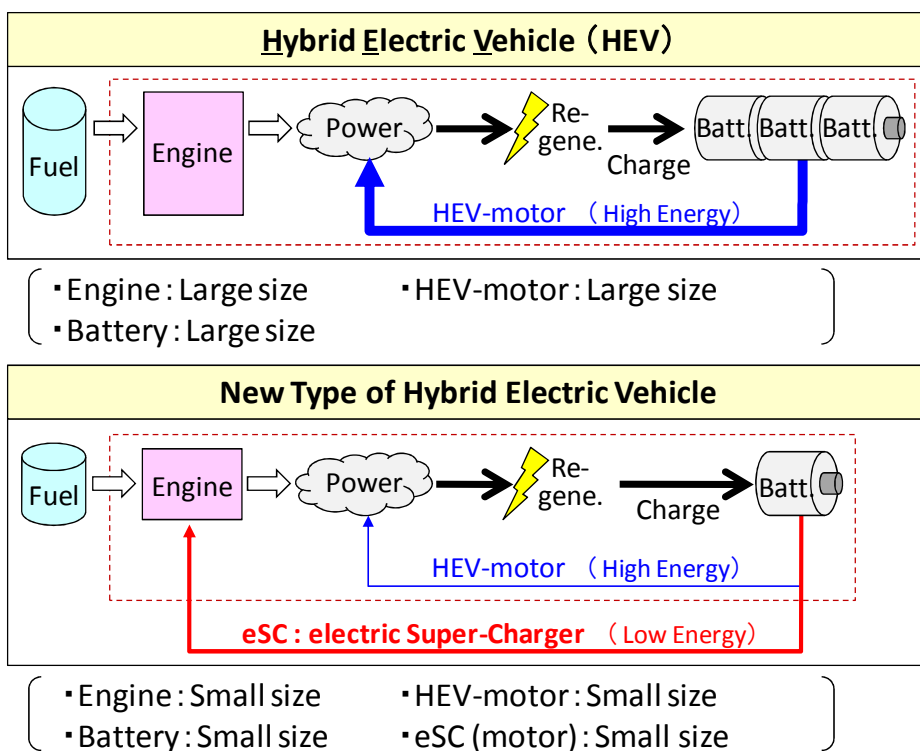 Hybrid Electric Vehicle（HEV）
Fuel
Engine
Power
Re-
gene.
Charge
Batt.
Batt.
Batt.
HEV-motor （High Energy）
・Engine : Large size ・HEV-motor : Large size
・Battery : Large size
New Type of Hybrid Electric Vehicle
Fuel
Engine
Power
Re-
gene.
Charge
Batt.
HEV-motor （High Energy）
eSC : electric Super-Charger （Low Energy）
・Engine : Small size ・HEV-motor : Small size
・Battery : Small size ・eSC (motor) : Small size